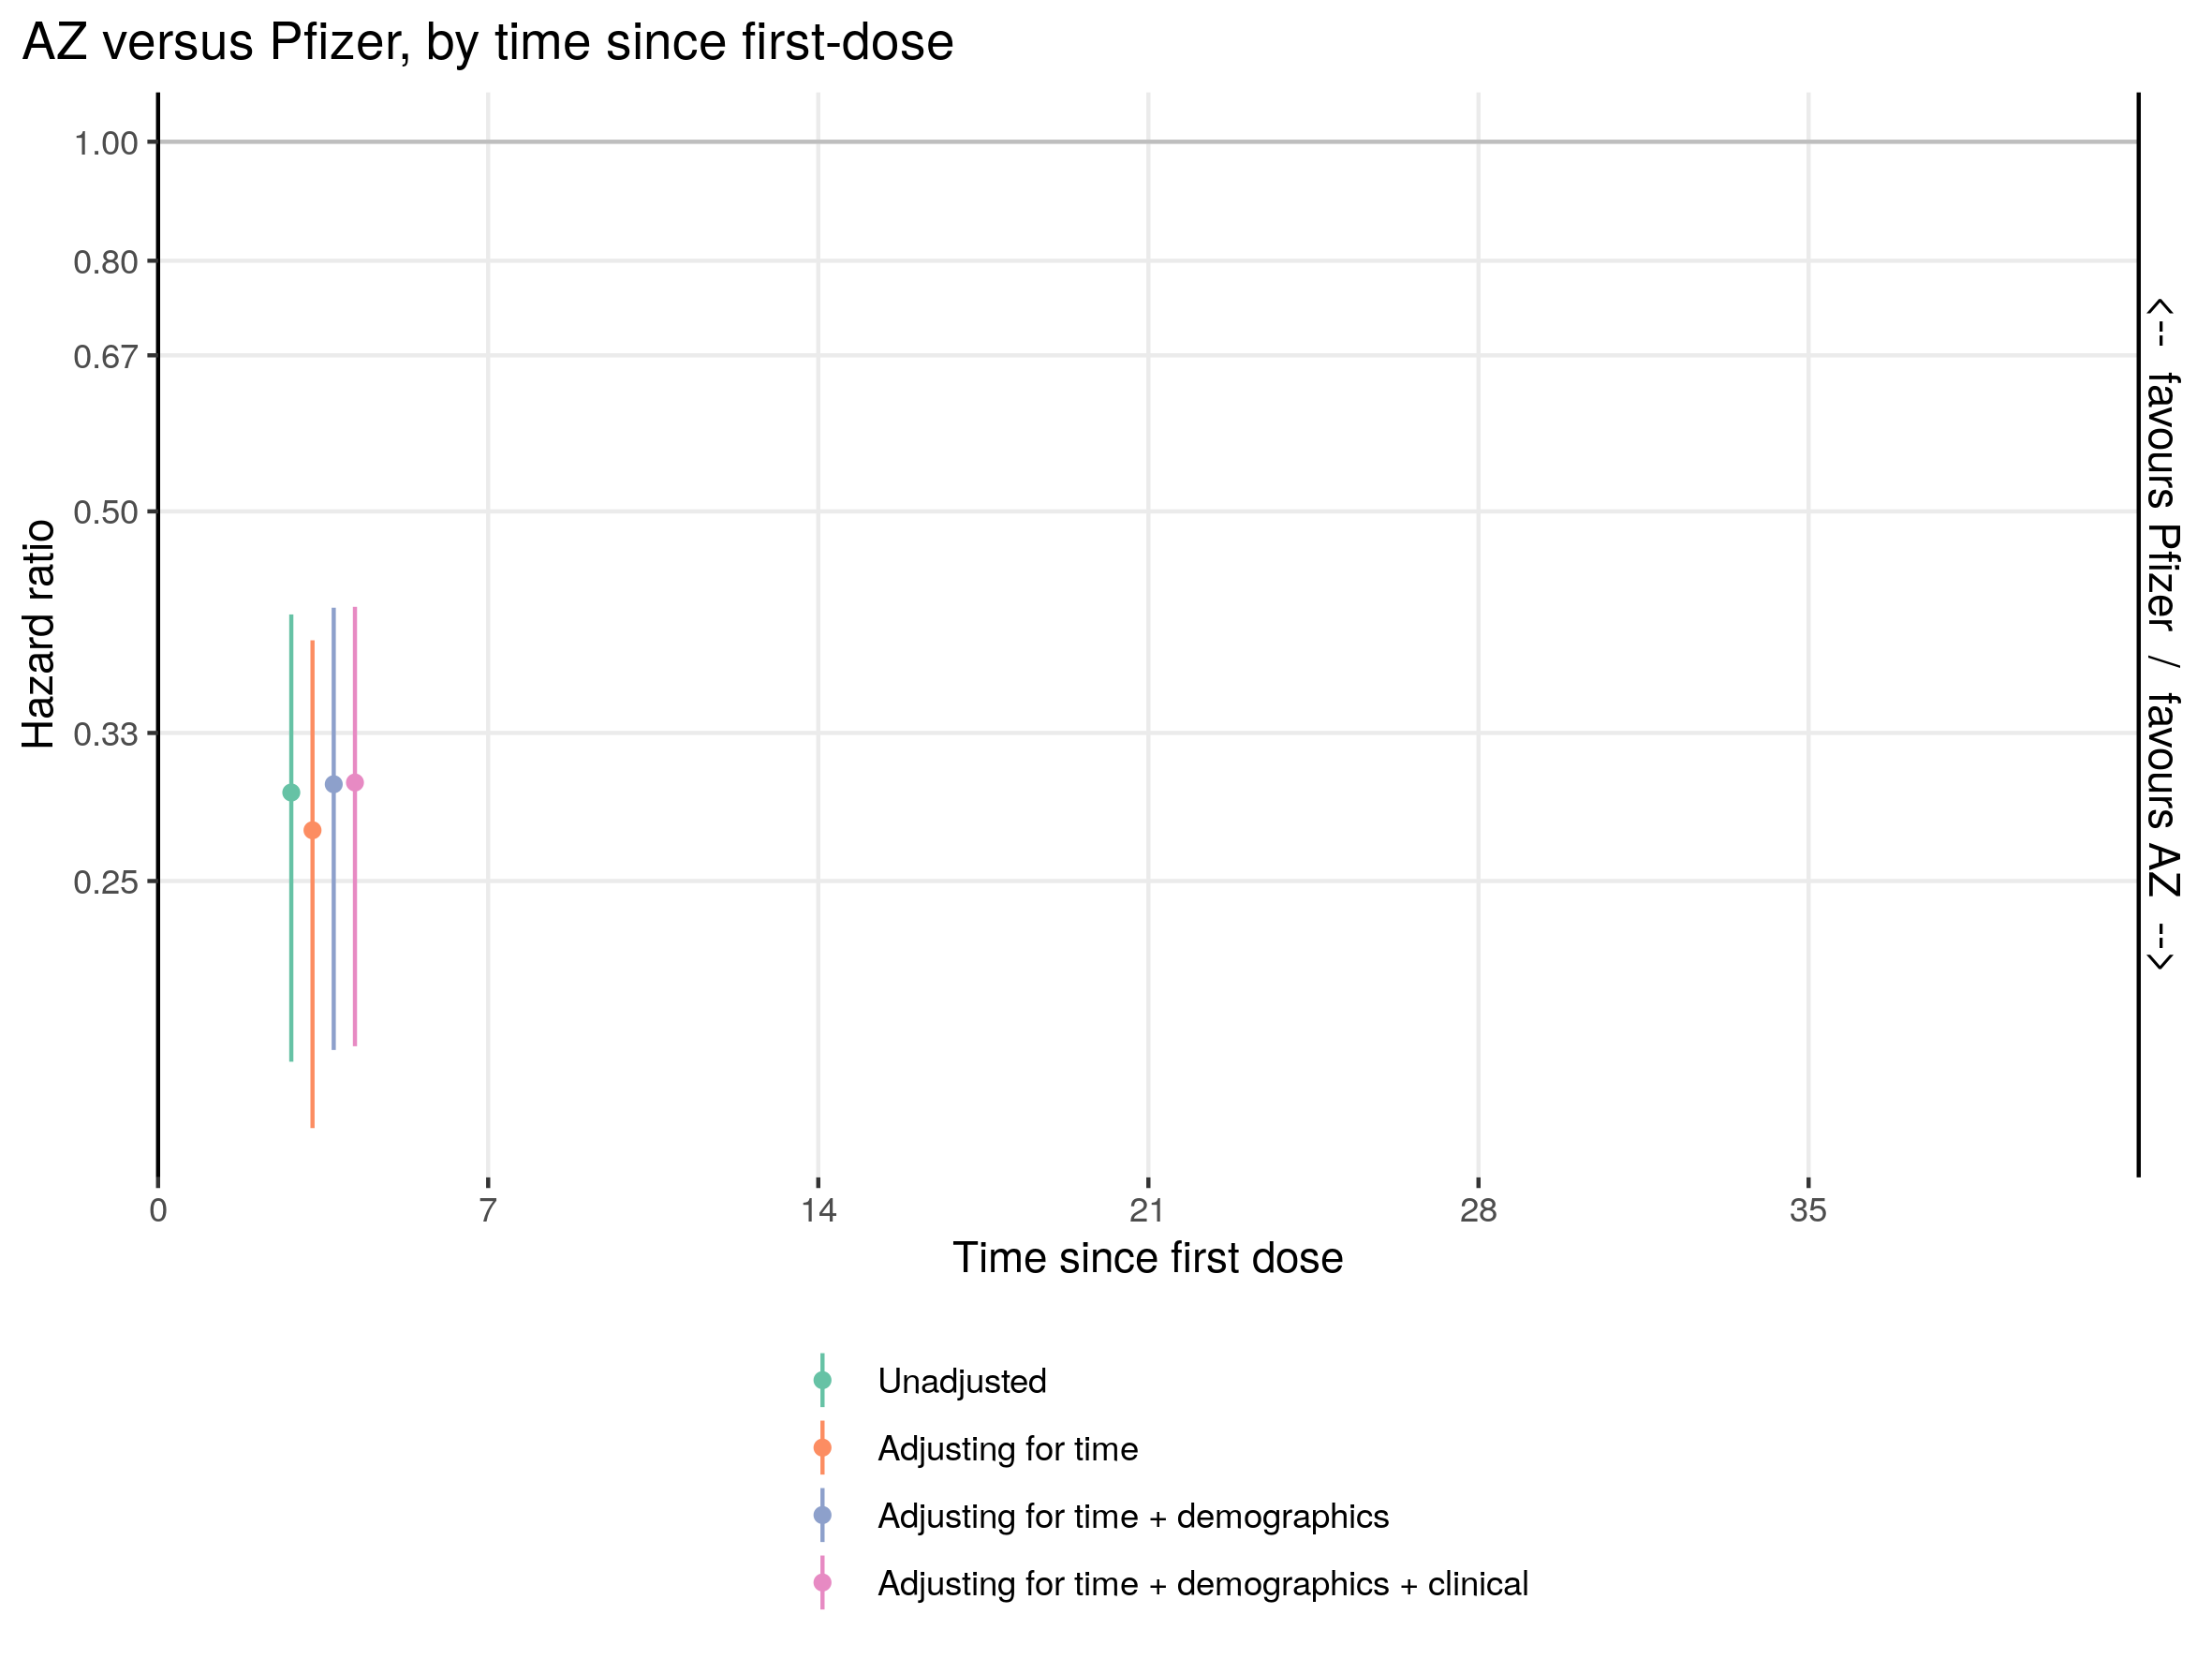 AZ versus Pfizer, by time since first-dose
Hazard ratio
1.00
0.80
0.67
0.50
0.33
0.25
<-- favours Pfizer / favours AZ -->
0 7 14 21 28 35
Time since first dose
Unadjusted
Adjusting for time
Adjusting for time + demographics
Adjusting for time + demographics + clinical